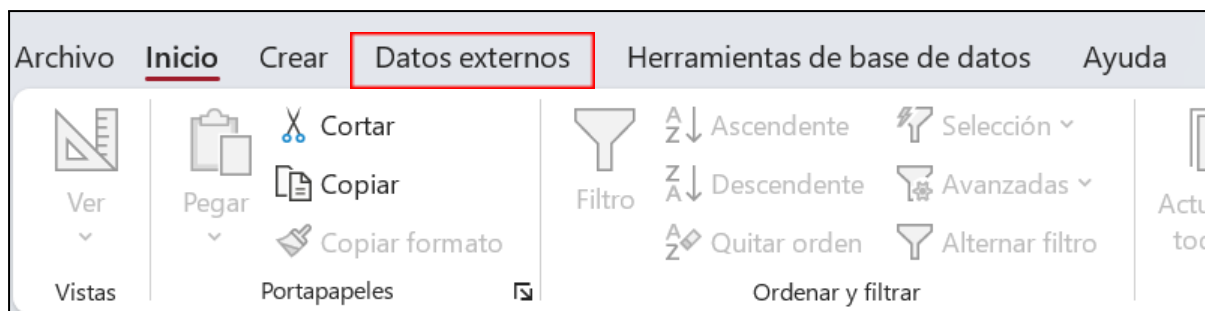 Archivo Inicio Crear Datos externos Herramientas de base de datos Ayuda
Cortar Ascendente Selección
Copiar Descendente Avanzadas
Ver Pegar Filtro
Copiar formato Quitar orden Alternar filtro
Vistas Portapapeles Ordenar y filtrar